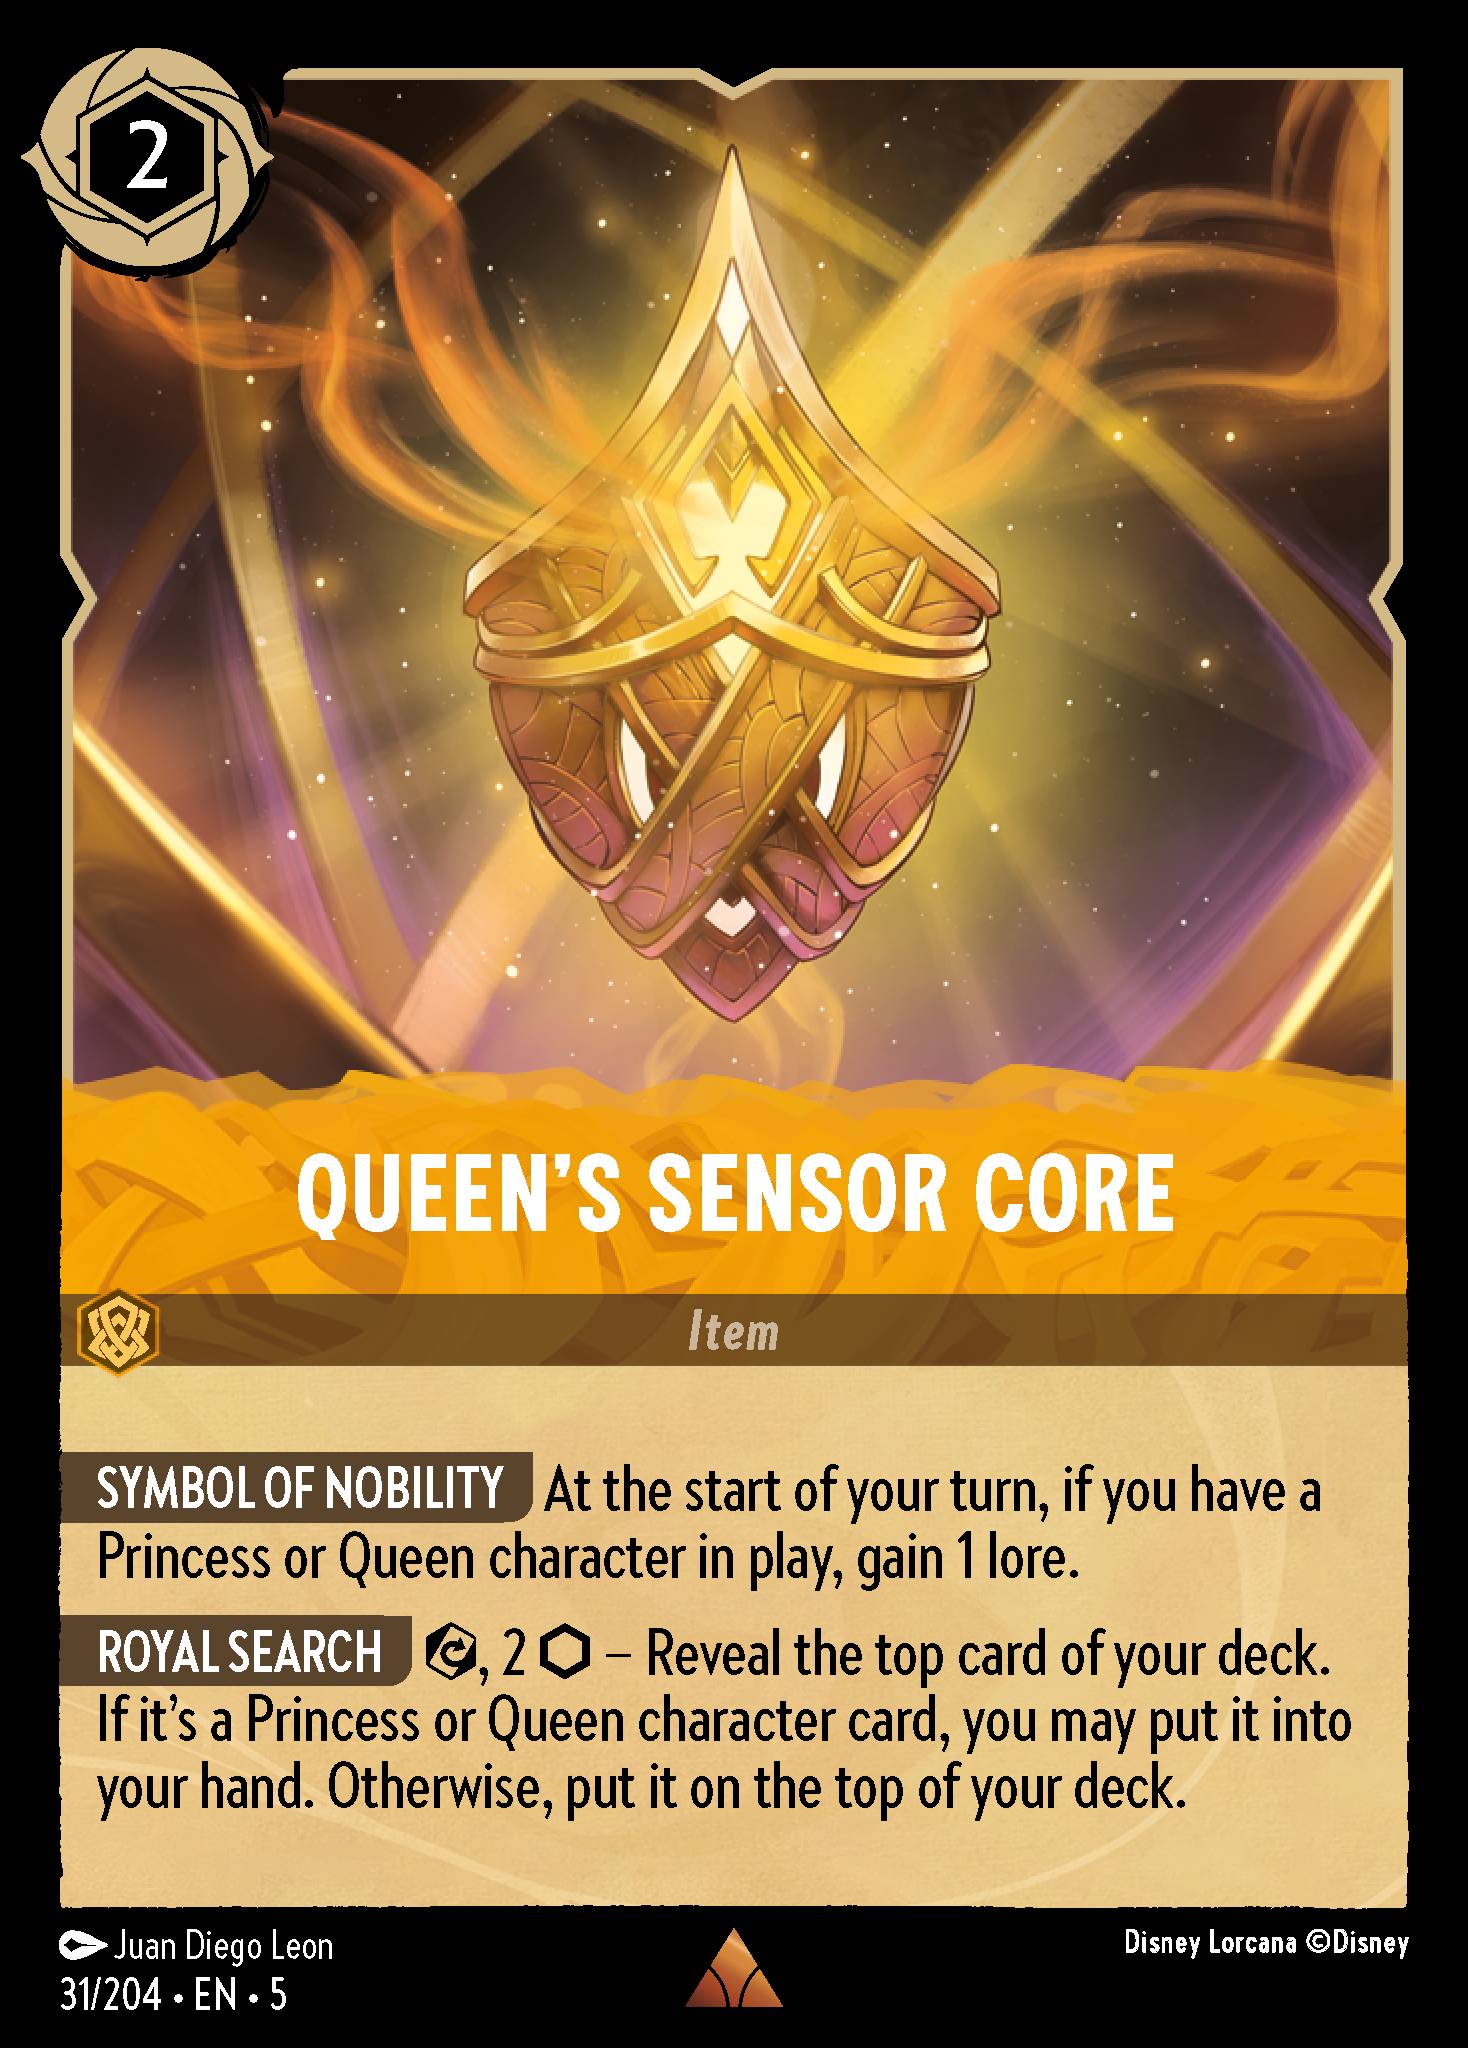 2
QUEEN’S SENSOR CORE
Item
SYMBOL OF NOBILITY At the start of your turn, if you have a
Princess or Queen character in play, gain 1 lore.
ROYAL SEARCH , 2 – Reveal the top card of your deck.
If it’s a Princess or Queen character card, you may put it into
your hand. Otherwise, put it on the top of your deck.
Juan Diego Leon
Disney Lorcana ©Disney
31/204 • EN • 5